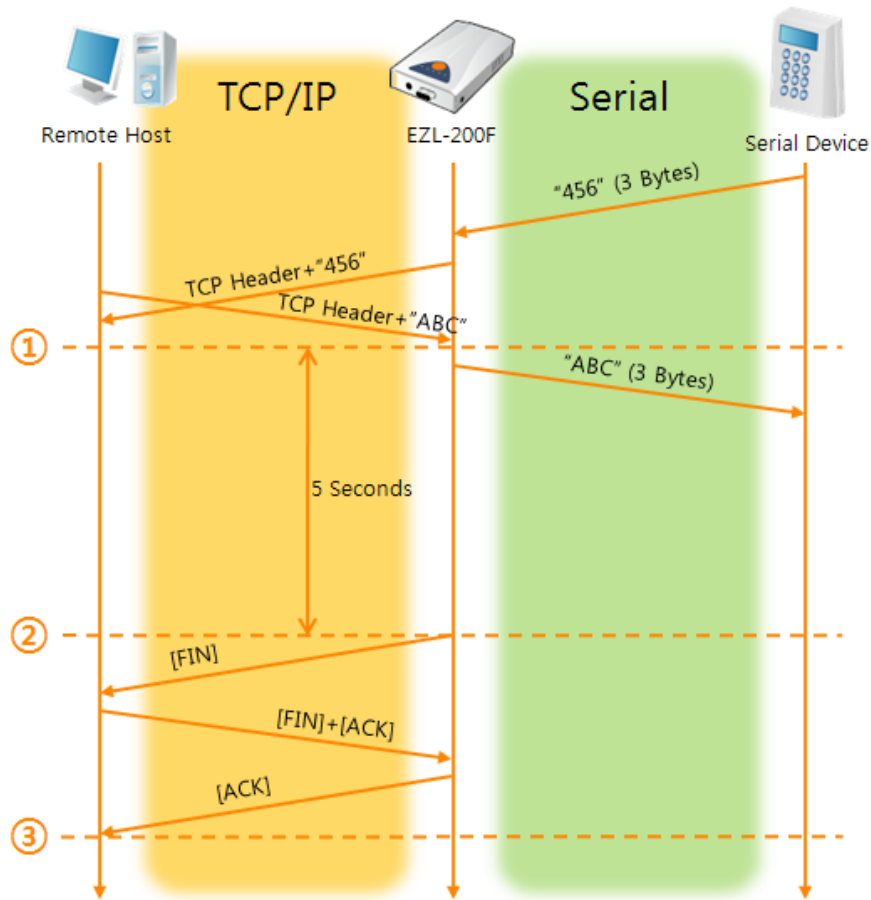 TCP/IP
Serial
Remote Host
EZL-200F
Serial Device
"456" (3 Bytes)
TCP Header+"456"
TCP Header+"ABC"
①
"ABC" (3 Bytes)
5 Seconds
②
[FIN]
[FIN]+[ACK]
[ACK]
③